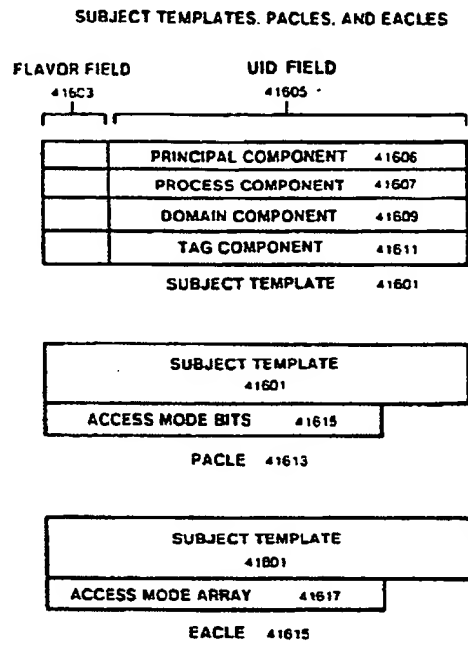 SUBJECT TEMPLATES. PACLES. AND EACLES
FLAVOR FIELD UID FIELD
41603 41605
PRINCIPAL COMPONENT 41606
PROCESS COMPONENT 41607
DOMAIN COMPONENT 41609
TAG COMPONENT 41611
SUBJECT TEMPLATE 41601
SUBJECT TEMPLATE
41601
ACCESS MODE BITS 41615
PACLE 41613
SUBJECT TEMPLATE
41601
ACCESS MODE ARRAY 41617
EACLE 41615